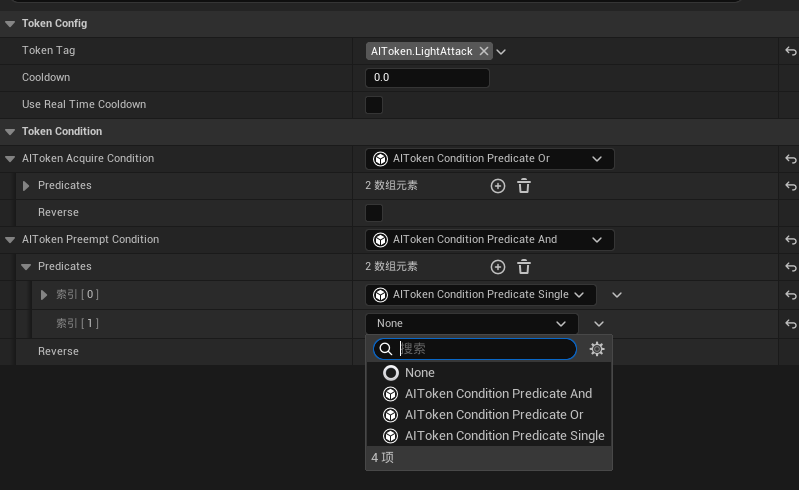 Token Config
Token Tag
AIToken.LightAttack
Cooldown
0.0
Use Real Time Cooldown
Token Condition
AIToken Acquire Condition
AIToken Condition Predicate Or
Predicates
2 数组元素
Reverse
AIToken Preempt Condition
AIToken Condition Predicate And
Predicates
2 数组元素
索引 [ 0 ]
AIToken Condition Predicate Single
索引 [ 1 ]
None
Reverse
搜索
None
AIToken Condition Predicate And
AIToken Condition Predicate Or
AIToken Condition Predicate Single
4 项